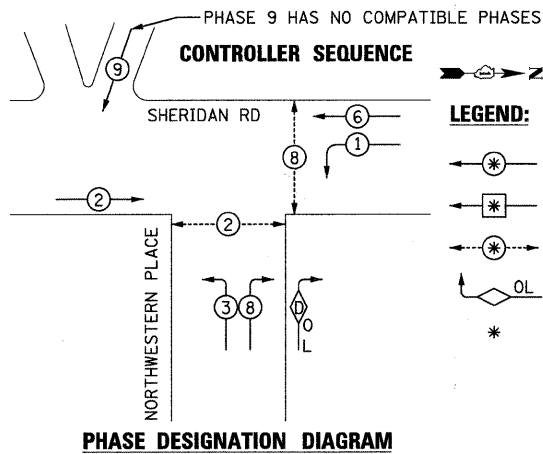 PHASE 9 HAS NO COMPATIBLE PHASES
CONTROLLER SEQUENCE
9
N
SHERIDAN RD
6
LEGEND:
1
8
*
2
*
2
*
NORTHWESTERN PLACE
OL
3
8
D
OL
*
PHASE DESIGNATION DIAGRAM